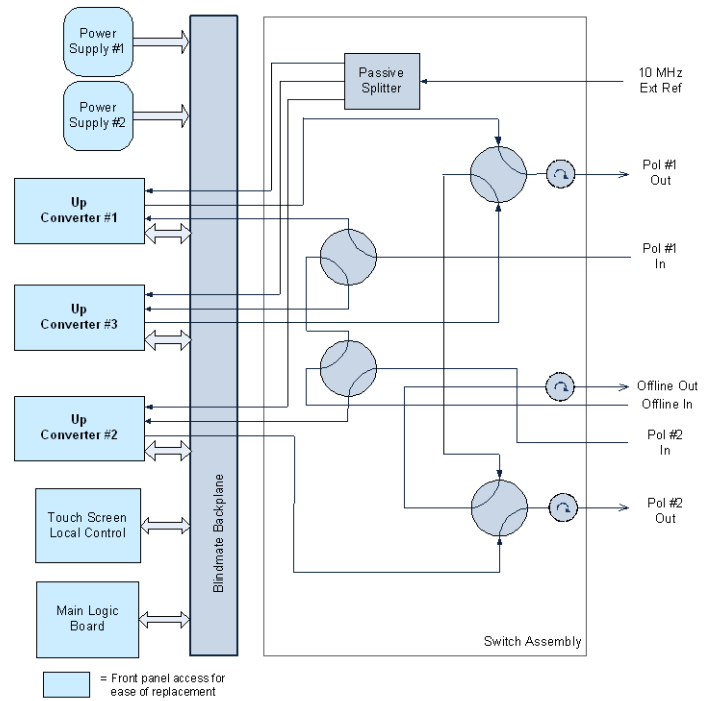 Power
Supply #1
Power
Supply #2
Passive
Splitter
10 MHz
Ext Ref
Pol #1
Out
Up
Converter #1
Pol #1
In
Up
Converter #3
Offline Out
Offline In
Up
Converter #2
Pol #2
In
Blindmate Backplane
Touch Screen
Local Control
Pol #2
Out
Main Logic
Board
Switch Assembly
= Front panel access for
ease of replacement